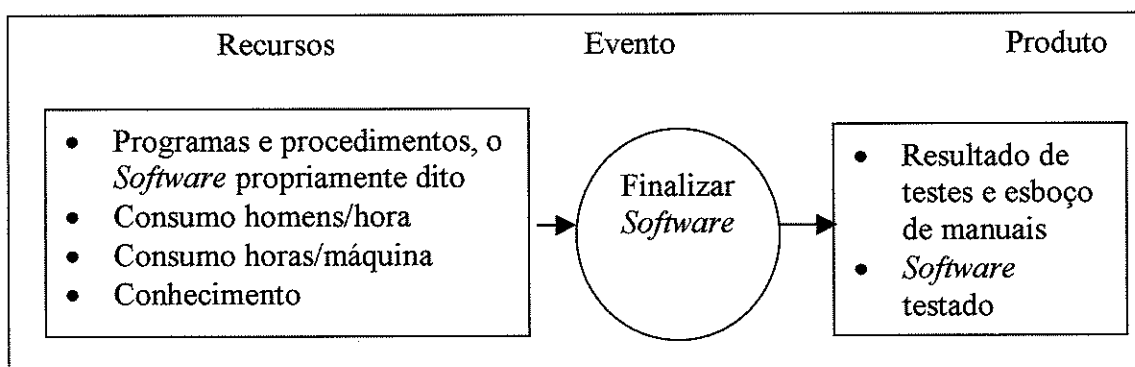 Recursos Evento Produto
• Programas e procedimentos, o
Software propriamente dito
• Consumo homens/hora
• Consumo horas/máquina
• Conhecimento
Finalizar
Software
• Resultado de
testes e esboço
de manuais
• Software
testado